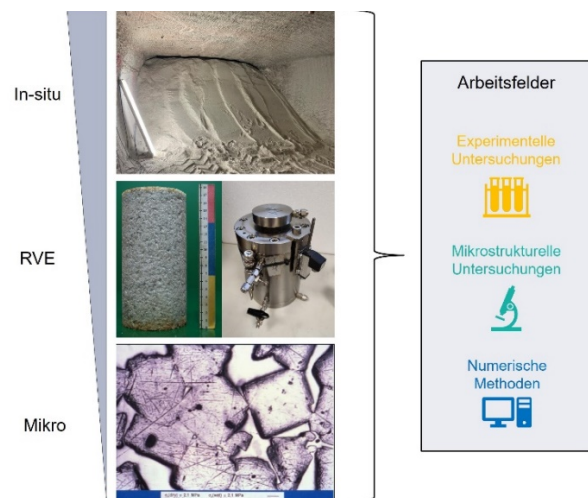 In-situ
RVE
Mikro
Arbeitsfelder
Experimentelle
Untersuchungen
Mikrostrukturelle
Untersuchungen
Numerische
Methoden